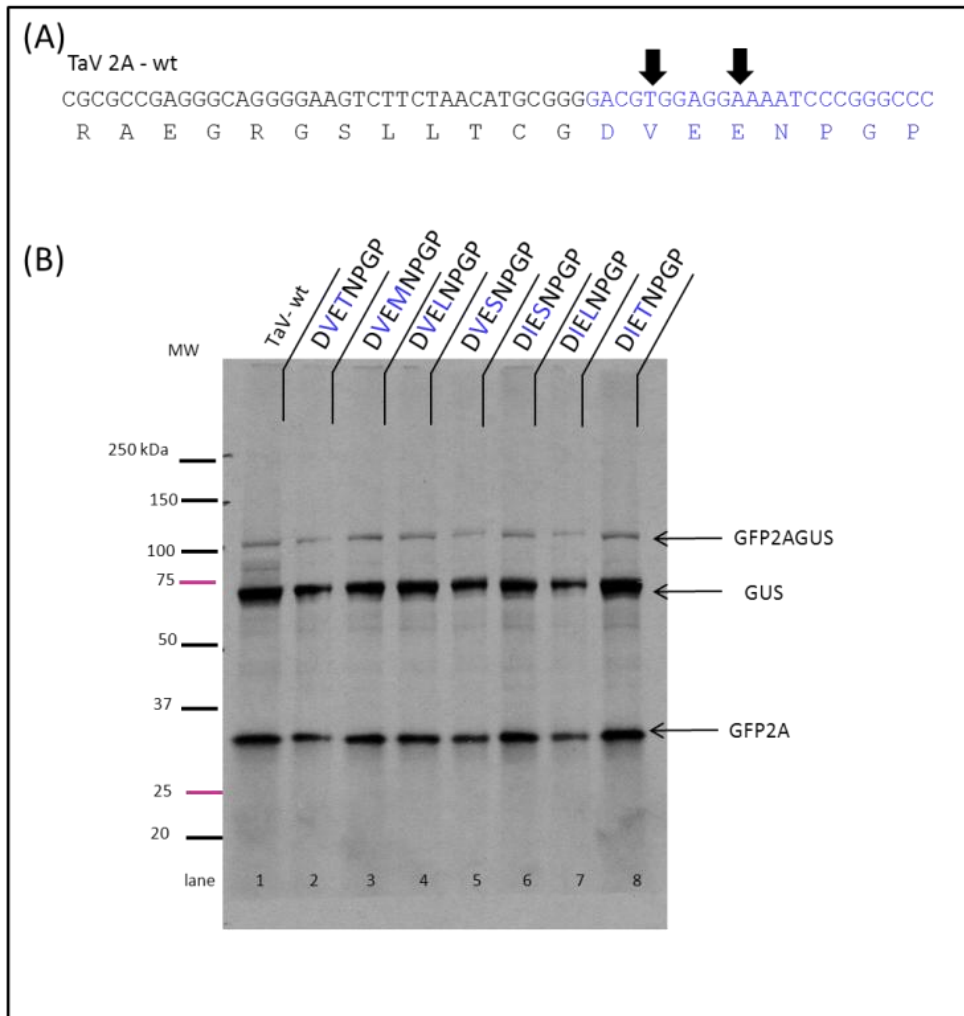 (A)
TaV 2A - wt
CGCGCCGAGGGCAGGGGAAGTCTTCTAACATGCGGGGACGTGGAGGAAAATCCCGGGCCC
R A E G R G S L L T C G D V E E N P G P
(B)
TaV- wt
DVETNPGP
DVEMNPGP
DVELNPGP
DVESNPGP
DIESNPGP
DIELNPGP
DIETNPGP
MW
250 kDa
150
100
75
50
37
25
20
GFP2AGUS
GUS
GFP2A
lane 1 2 3 4 5 6 7 8